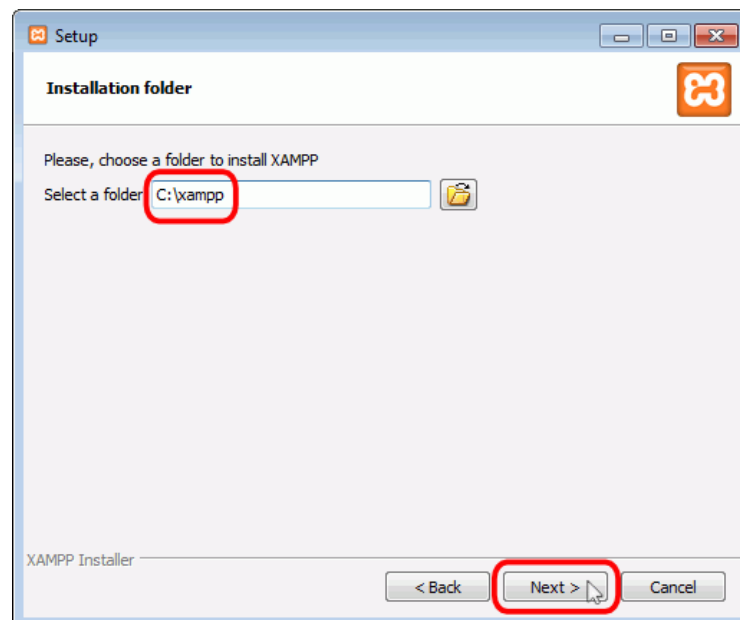 Setup
Installation folder
Please, choose a folder to install XAMPP
Select a folder C:\xampp
XAMPP Installer
< Back Next > Cancel